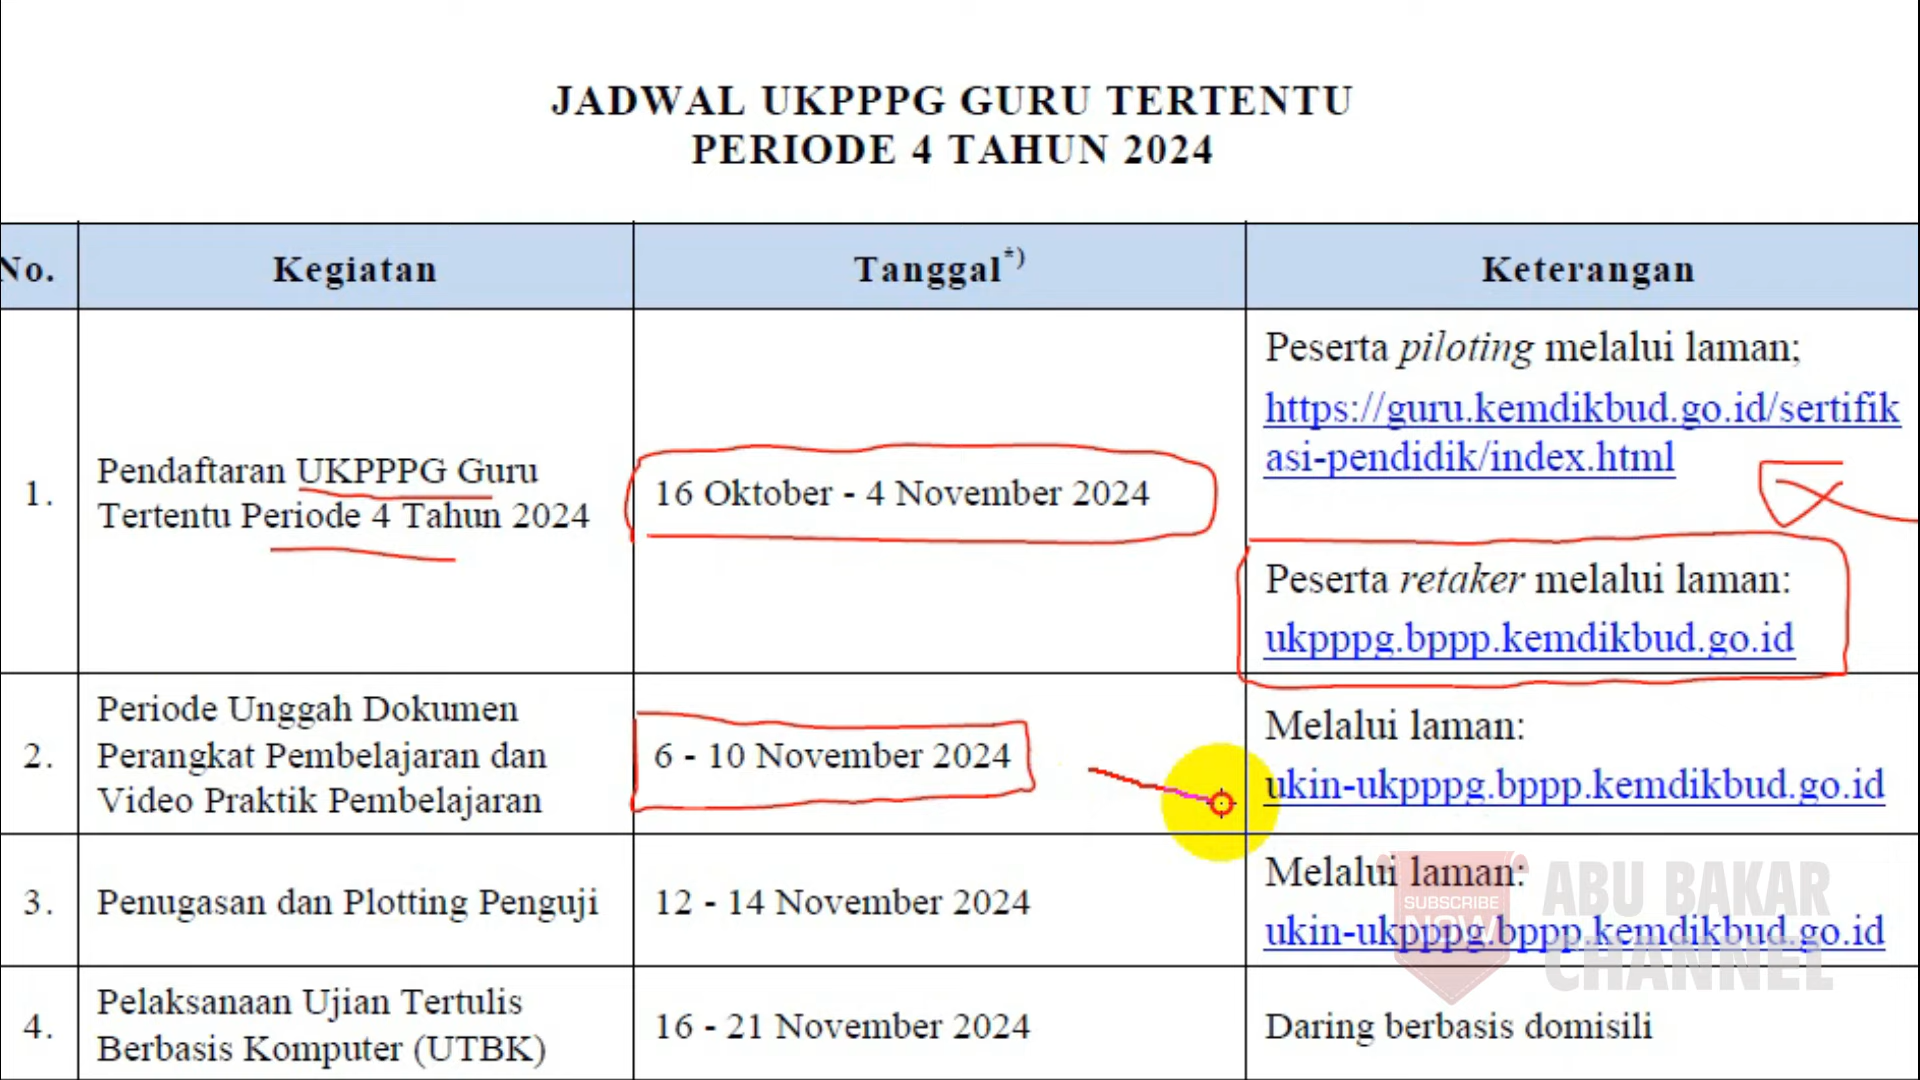 JADWAL UKPPPG GURU TERTENTU
PERIODE 4 TAHUN 2024
No.
Kegiatan
Tanggal*)
Keterangan
1.
Pendaftaran UKPPPG Guru
Tertentu Periode 4 Tahun 2024
16 Oktober - 4 November 2024
Peserta piloting melalui laman;
https://guru.kemdikbud.go.id/sertifik
asi-pendidik/index.html
Peserta retaker melalui laman:
ukpppg.bppp.kemdikbud.go.id
2.
Periode Unggah Dokumen
Perangkat Pembelajaran dan
Video Praktik Pembelajaran
6 - 10 November 2024
Melalui laman:
ukin-ukpppg.bppp.kemdikbud.go.id
3.
Penugasan dan Plotting Penguji
12 - 14 November 2024
Melalui laman:
ukin-ukpppg.bppp.kemdikbud.go.id
4.
Pelaksanaan Ujian Tertulis
Berbasis Komputer (UTBK)
16 - 21 November 2024
Daring berbasis domisili
SUBSCRIBE
NOW
ABU BAKAR
CHANNEL